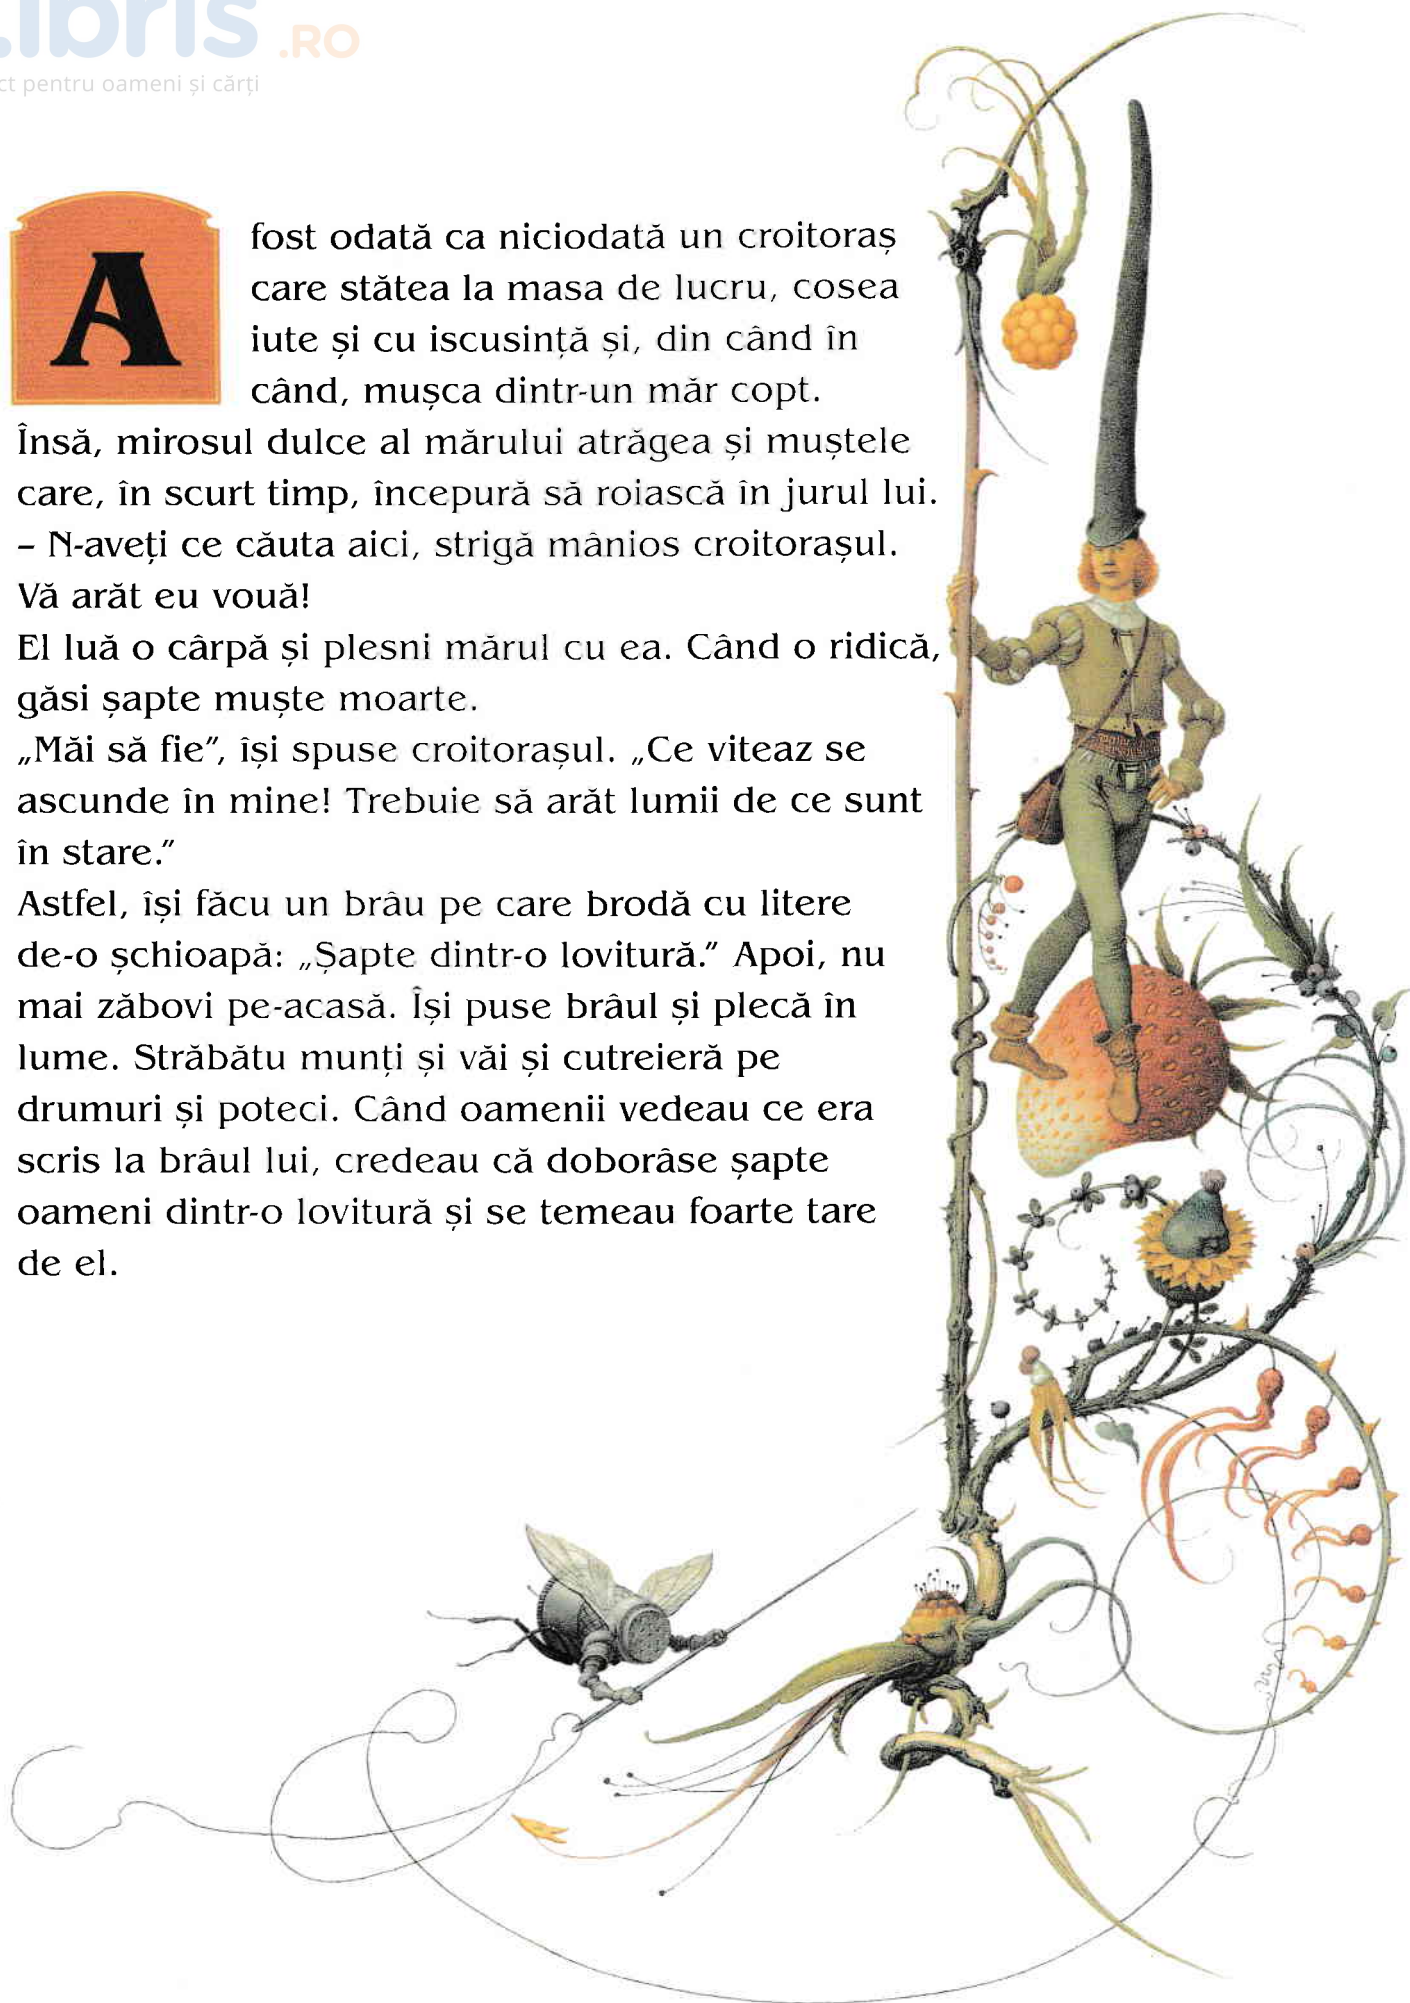 Libris .RO
pentru oameni și cărți
A
fost odată ca niciodată un croitoraș
care stătea la masa de lucru, cosea
iute și cu iscusință și, din când în
când, mușca dintr-un măr copt.
Însă, mirosul dulce al mărului atrăgea și muștele
care, în scurt timp, începură să roiască în jurul lui.
– N-aveți ce căuta aici, strigă mânios croitorașul.
Vă arăt eu vouă!
El luă o cârpă și plesni mărul cu ea. Când o ridică,
găsi șapte muște moarte.
„Măi să fie”, își spuse croitorașul. „Ce viteaz se
ascunde în mine! Trebuie să arăt lumii de ce sunt
în stare.”
Astfel, își făcu un brâu pe care brodă cu litere
de-o șchioapă: „Șapte dintr-o lovitură.” Apoi, nu
mai zăbovi pe-acasă. Își puse brâul și plecă în
lume. Străbătu munți și văi și cutreieră pe
drumuri și poteci. Când oamenii vedeau ce era
scris la brâul lui, credeau că doborâse șapte
oameni dintr-o lovitură și se temeau foarte tare
de el.